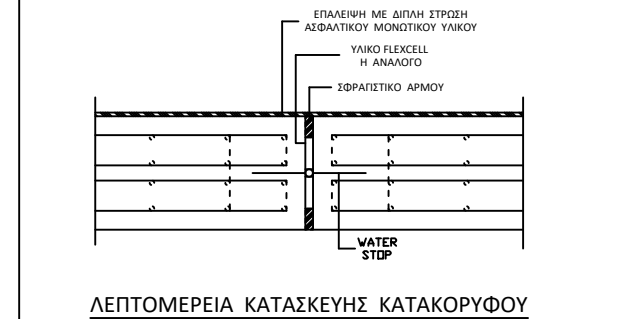 ΕΠΑΛΕΙΨΗ ΜΕ ΔΙΠΛΗ ΣΤΡΩΣΗ
ΑΣΦΑΛΤΙΚΟΥ ΜΟΝΩΤΙΚΟΥ ΥΛΙΚΟΥ
ΥΛΙΚΟ FLEXCELL
Η ΑΝΑΛΟΓΟ
ΣΦΡΑΓΙΣΤΙΚΟ ΑΡΜΟΥ
WATER
STOP
ΛΕΠΤΟΜΕΡΕΙΑ ΚΑΤΑΣΚΕΥΗΣ ΚΑΤΑΚΟΡΥΦΟΥ